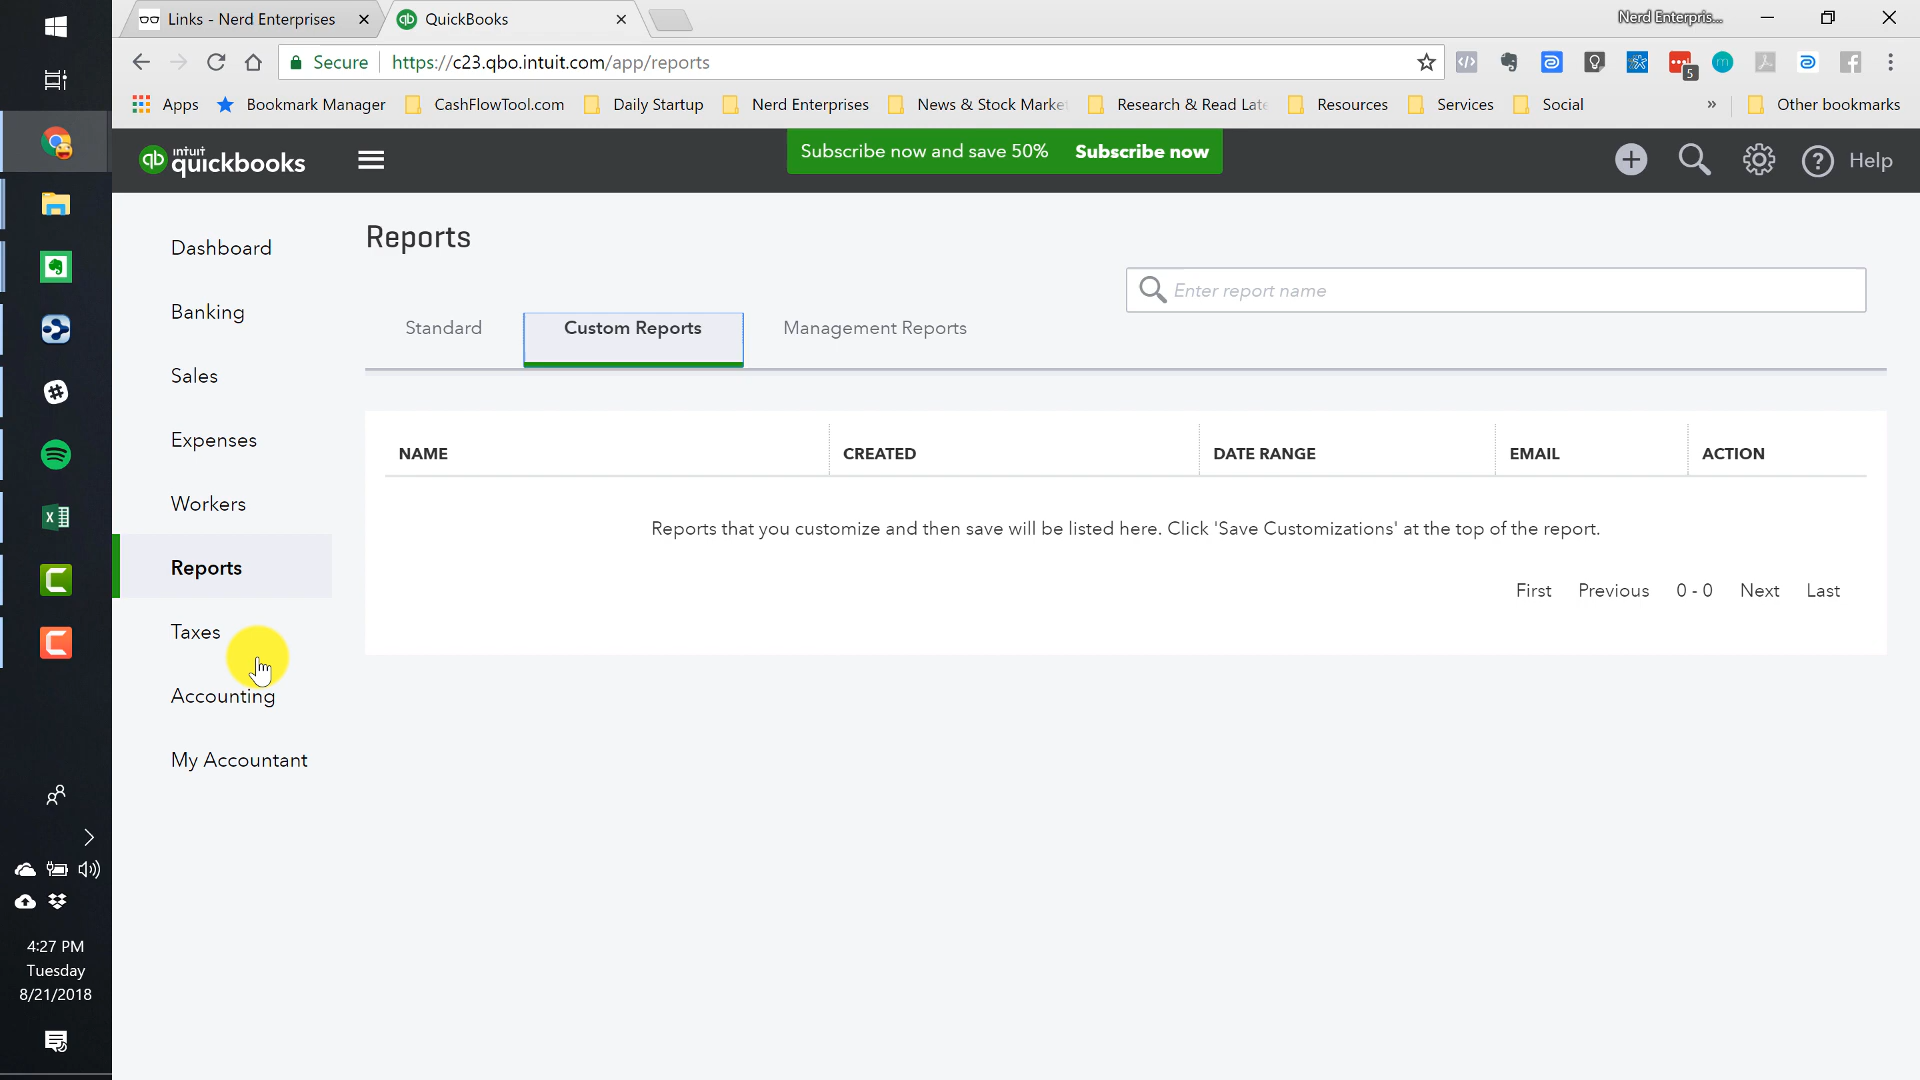 Links - Nerd Enterprises
QuickBooks
Nerd Enterpris...
Secure https://c23.qbo.intuit.com/app/reports
5
Apps Bookmark Manager CashFlowTool.com Daily Startup Nerd Enterprises News & Stock Marke Research & Read Late Resources Services Social » Other bookmarks
intuit
qb quickbooks
Subscribe now and save 50% Subscribe now
? Help
Dashboard
Banking
Sales
Expenses
Workers
Reports
Taxes
Accounting
My Accountant
Reports
Enter report name
Standard Custom Reports Management Reports
NAME CREATED DATE RANGE EMAIL ACTION
Reports that you customize and then save will be listed here. Click 'Save Customizations' at the top of the report.
First Previous 0 - 0 Next Last
4:27 PM
Tuesday
8/21/2018